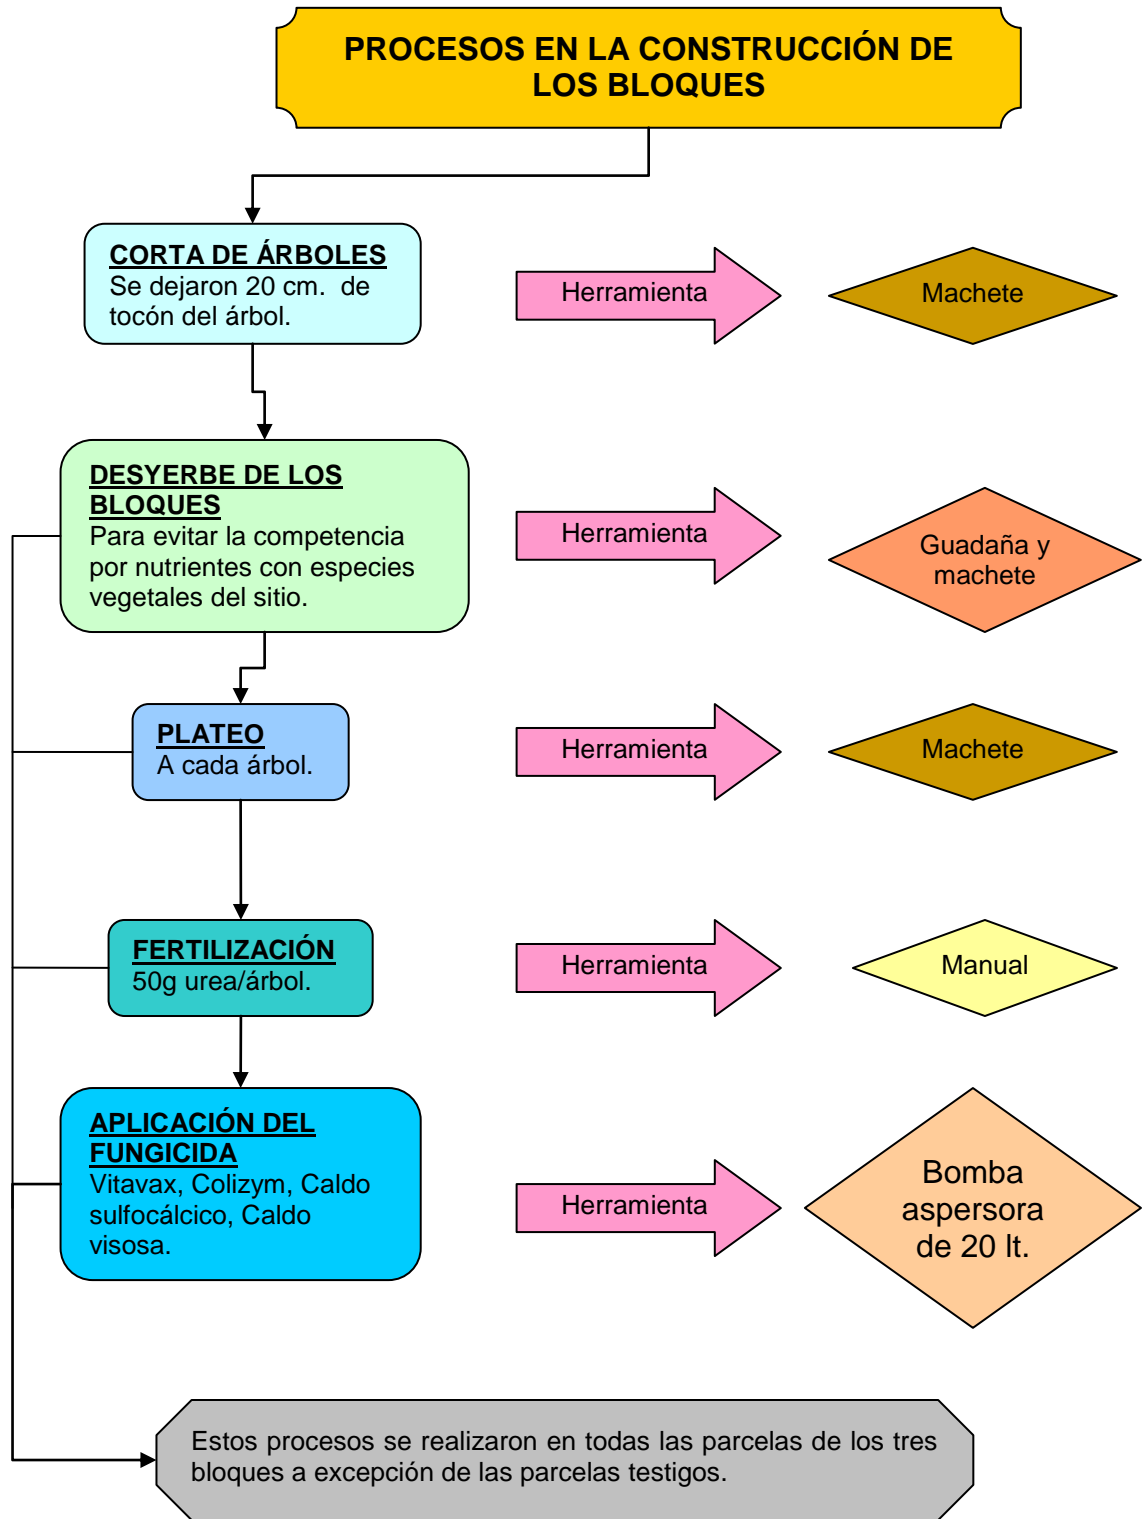 PROCESOS EN LA CONSTRUCCIÓN DE
LOS BLOQUES
CORTA DE ÁRBOLES
Se dejaron 20 cm. de
tocón del árbol.
Herramienta
Machete
DESYERBE DE LOS
BLOQUES
Para evitar la competencia
por nutrientes con especies
vegetales del sitio.
Herramienta
Guadaña y
machete
PLATEO
A cada árbol.
Herramienta
Machete
FERTILIZACIÓN
50g urea/árbol.
Herramienta
Manual
APLICACIÓN DEL
FUNGICIDA
Vitavax, Colizym, Caldo
sulfocálcico, Caldo
visosa.
Herramienta
Bomba
aspersora
de 20 lt.
Estos procesos se realizaron en todas las parcelas de los tres
bloques a excepción de las parcelas testigos.